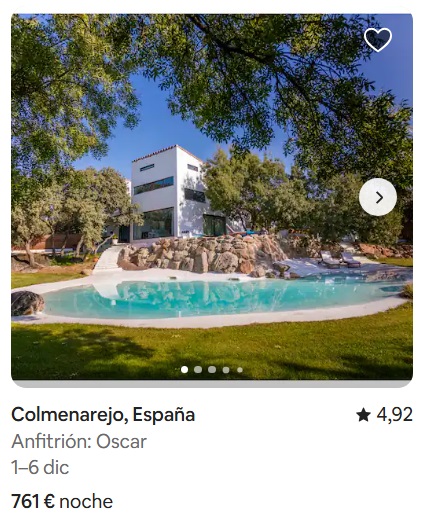 Colmenarejo, España ★ 4,92
Anfitrión: Oscar
1–6 dic
761 € noche